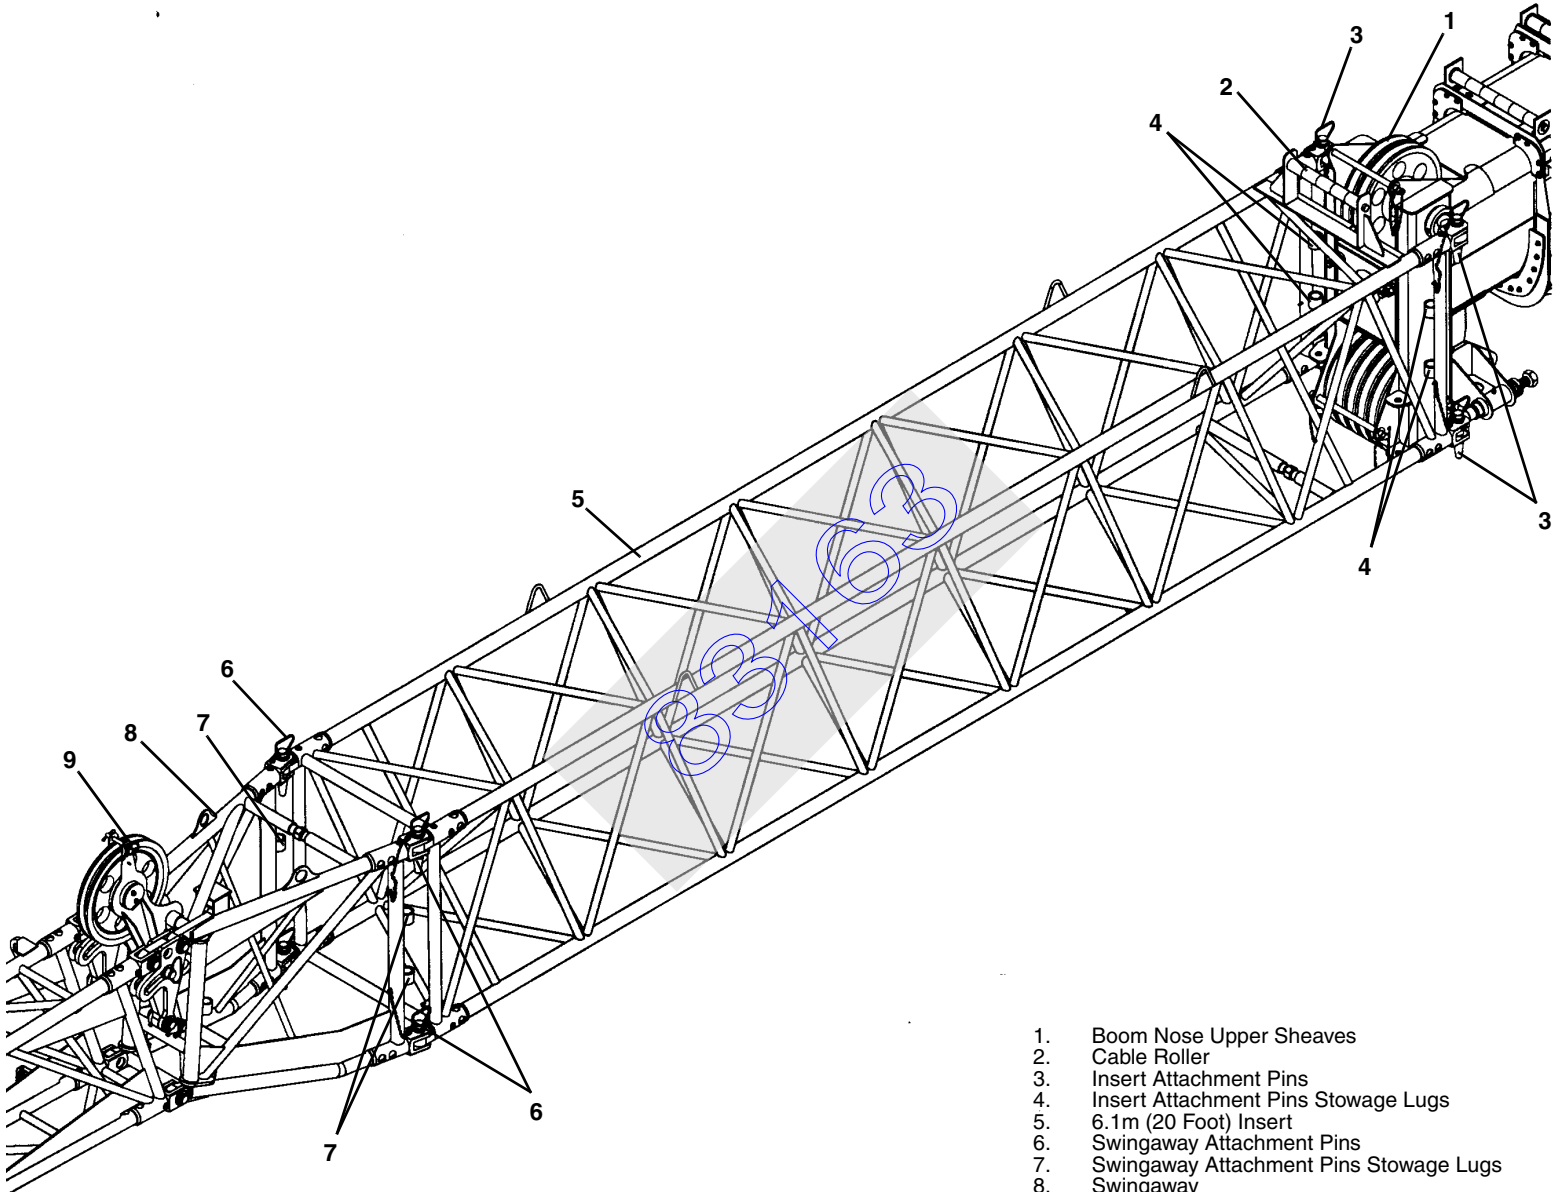 1
3
2
4
5
3
4
6
7
8
9
6
7
83163
1. Boom Nose Upper Sheaves
2. Cable Roller
3. Insert Attachment Pins
4. Insert Attachment Pins Stowage Lugs
5. 6.1m (20 Foot) Insert
6. Swingaway Attachment Pins
7. Swingaway Attachment Pins Stowage Lugs
8. Swingaway